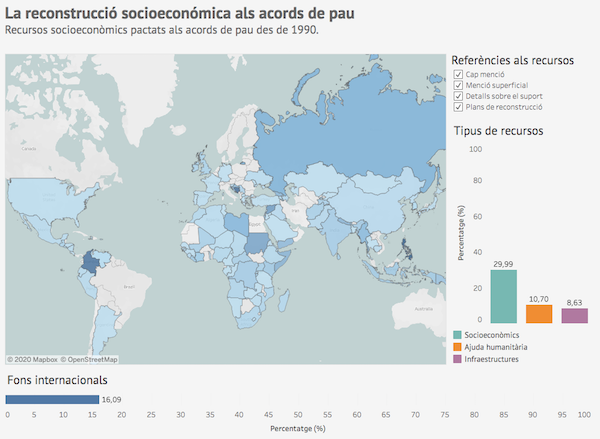 La reconstrucció socioeconómica als acords de pau
Recursos socioeconòmics pactats als acords de pau des de 1990.
Referències als recursos
Cap menció
Menció superficial
Detalls sobre el suport
Plans de reconstrucció
Tipus de recursos
100
80
60
40
20
0
Percentatge (%)
29,99
10,70
8,63
Socioeconòmics
Ajuda humanitària
Infraestructures
Canada
Brazil
Australia
© 2020 Mapbox © OpenStreetMap
Fons internacionals
16,09
0 5 10 15 20 25 30 35 40 45 50 55 60 65 70 75 80 85 90 95 100
Percentatge (%)